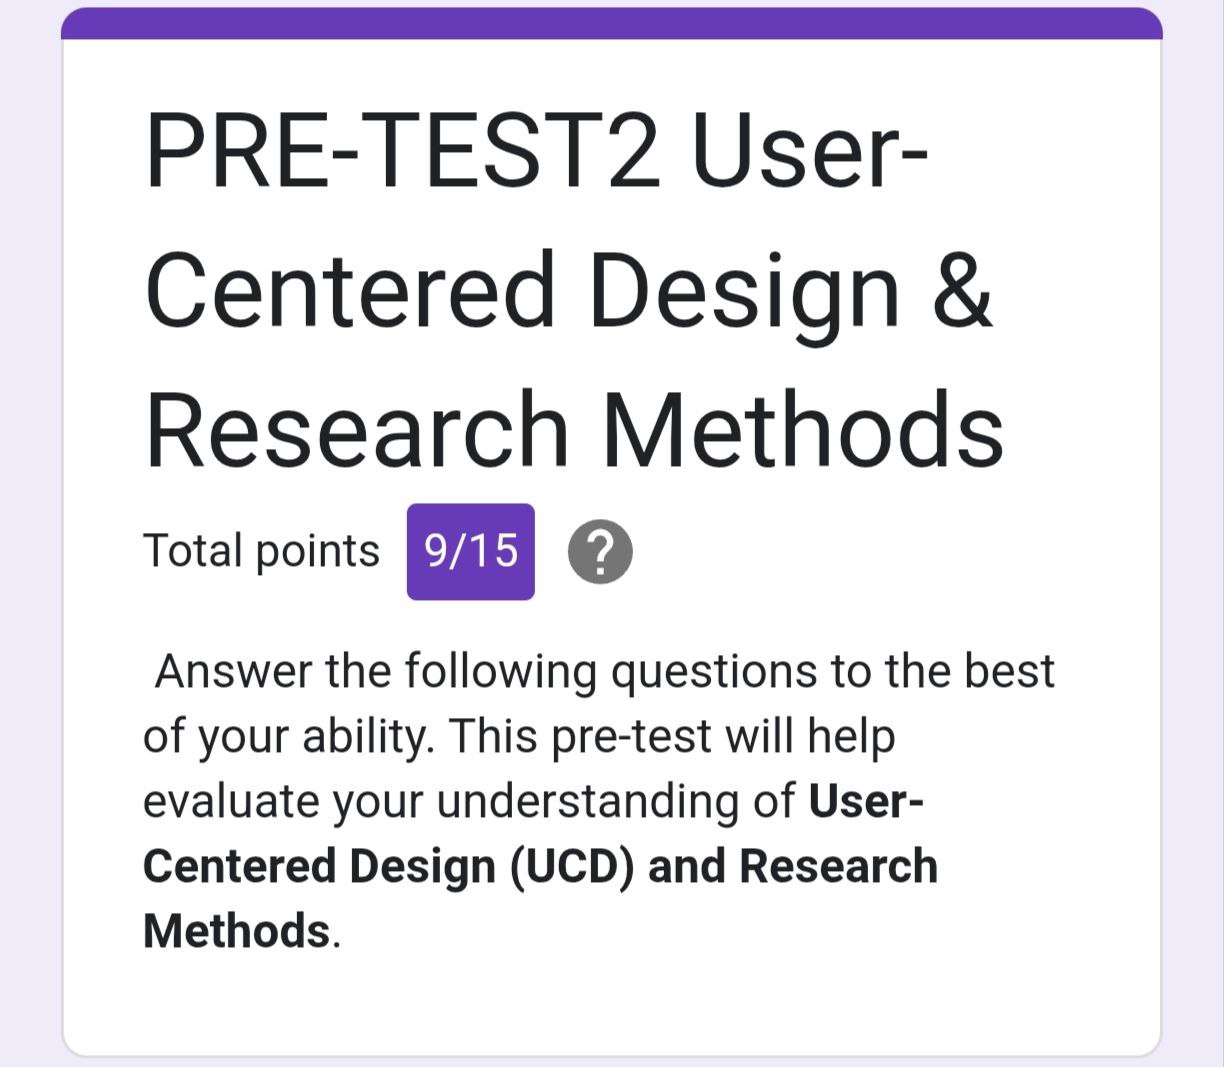 PRE-TEST2 User-
Centered Design &
Research Methods
Total points 9/15 ?
Answer the following questions to the best
of your ability. This pre-test will help
evaluate your understanding of User-
Centered Design (UCD) and Research
Methods.